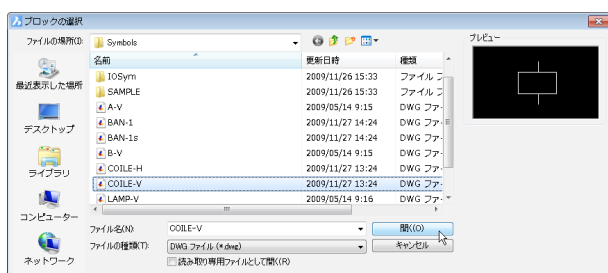 ブロックの選択
ファイルの場所(I):
Symbols
プレビュー
名前 更新日時 種類
IOSym 2009/11/26 15:33 ファイル フ
SAMPLE 2009/11/26 15:33 ファイル フ
A-V 2009/05/14 9:15 DWG ファ
BAN-1 2009/11/27 14:24 DWG ファ
BAN-1s 2009/11/27 14:24 DWG ファ
B-V 2009/05/14 9:15 DWG ファ
COILE-H 2009/11/27 13:24 DWG ファ
COILE-V 2009/11/27 13:24 DWG ファ
LAMP-V 2009/05/14 9:16 DWG ファ
最近表示した場所
デスクトップ
ライブラリ
コンピューター
ネットワーク
ファイル名(N): COILE-V 開く(O)
ファイルの種類(T): DWG ファイル (*.dwg) キャンセル
読み取り専用ファイルとして開く(R)